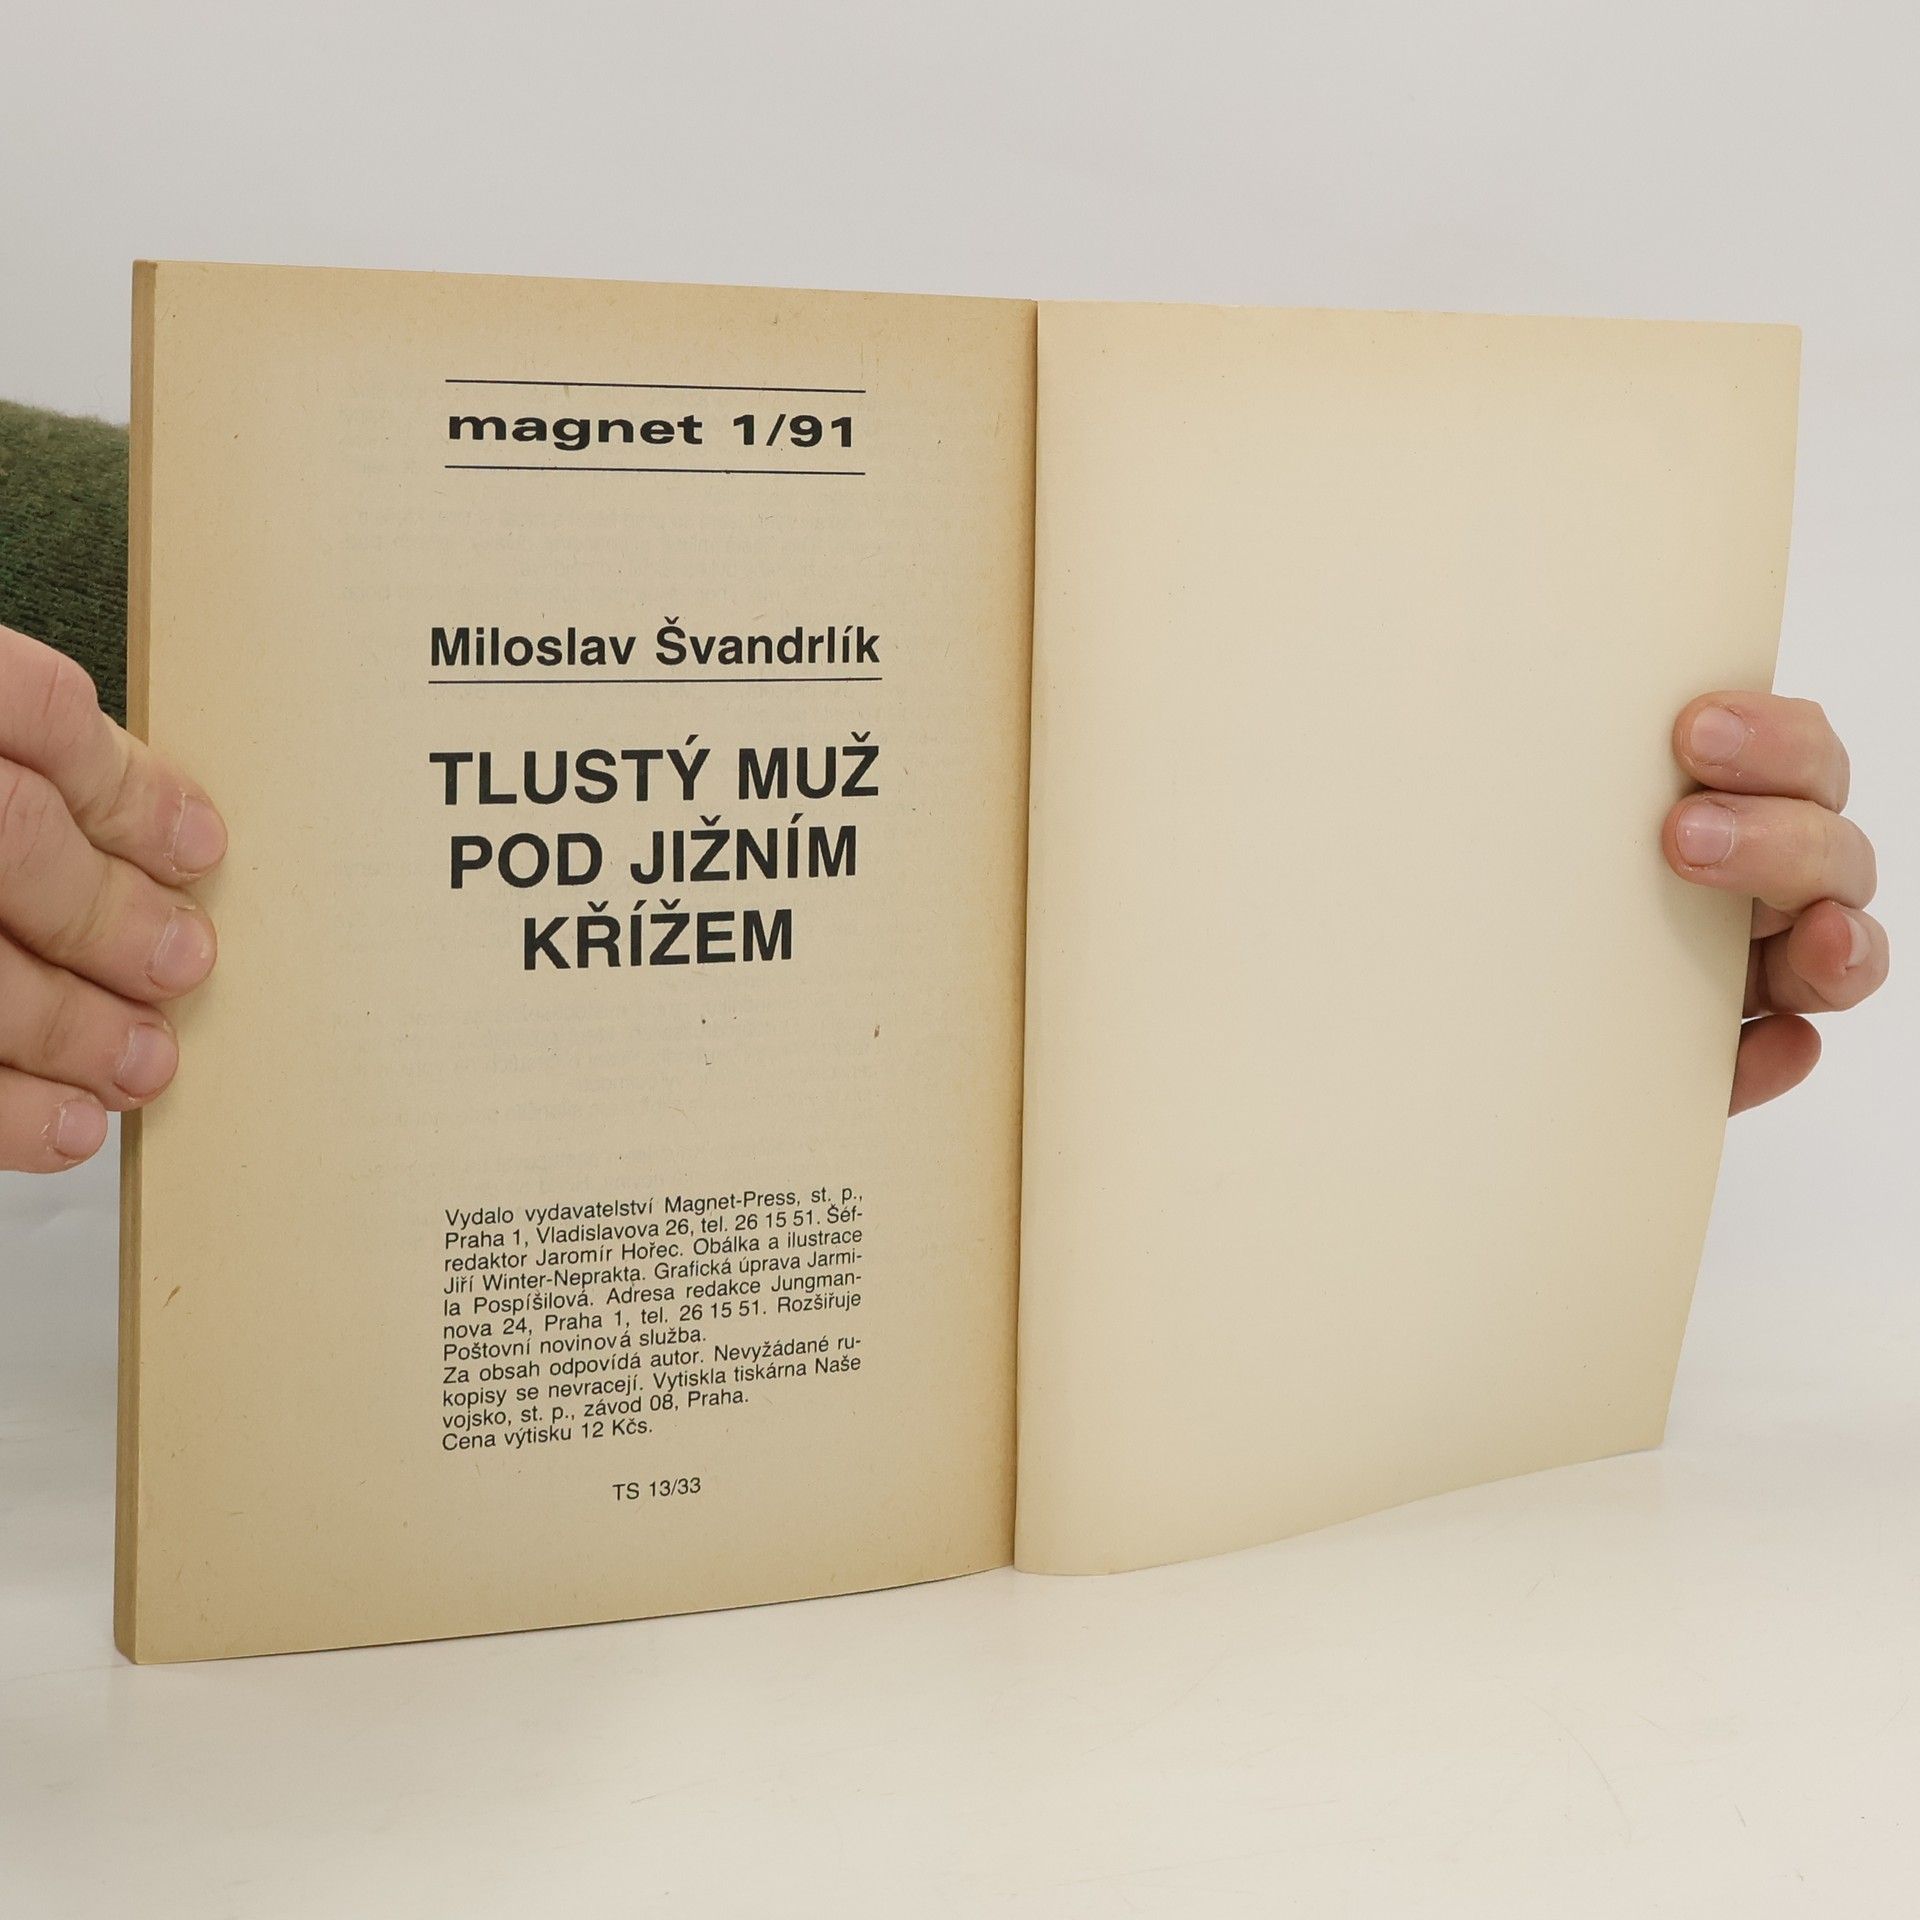 magnet 1/91
Miloslav Švandrlík
TLUSTÝ MUŽ
POD JIŽNÍM
KŘÍŽEM
Vydalo vydavatelství Magnet-Press, st. p.,
Praha 1, Vladislavova 26, tel. 26 15 51. Šéf-
redaktor Jaromír Hořec. Obálka a ilustrace
Jiří Winter-Neprakta. Grafická úprava Jarmi-
la Pospíšilová. Adresa redakce Jungman-
nova 24, Praha 1, tel. 26 15 51. Rozšiřuje
Poštovní novinová služba.
Za obsah odpovídá autor. Nevyžádané ru-
kopisy se nevracejí. Vytiskla tiskárna Naše
vojsko, st. p., závod 08, Praha.
Cena výtisku 12 Kčs.
TS 13/33